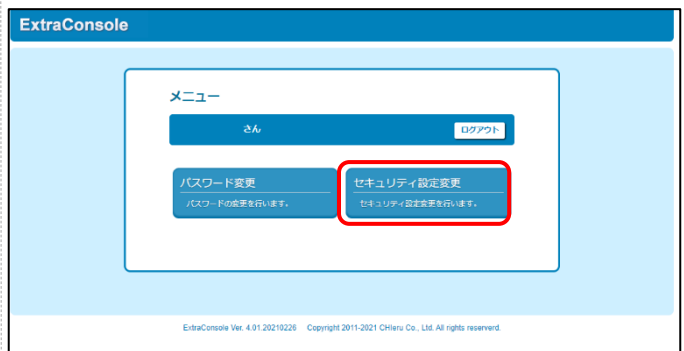 ExtraConsole
メニュー
さん
ログアウト
パスワード変更
パスワードの変更を行います。
セキュリティ設定変更
セキュリティ設定変更を行います。
ExtraConsole Ver. 4.01.20210226 Copyright 2011-2021 CHIeru Co., Ltd. All rights reserverd.